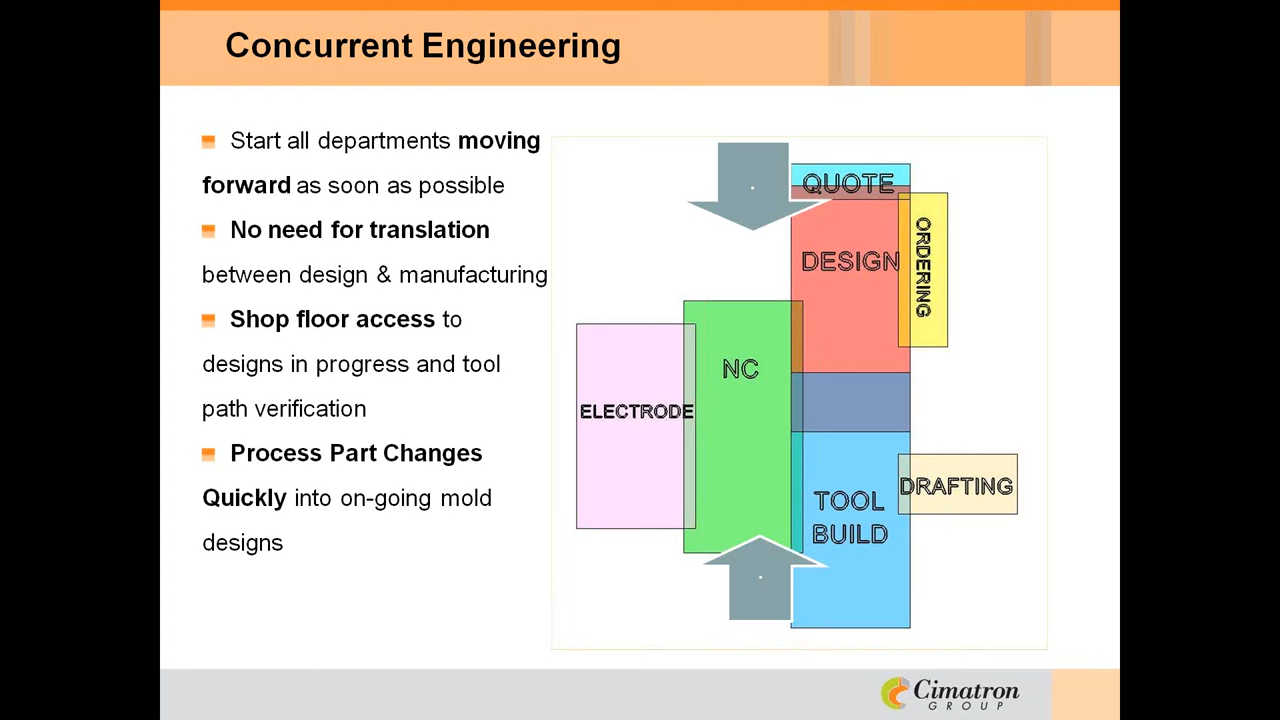 Concurrent Engineering
Start all departments moving
forward as soon as possible
No need for translation
between design & manufacturing
Shop floor access to
designs in progress and tool
path verification
Process Part Changes
Quickly into on-going mold
designs
QUOTE
DESIGN
ORDERING
NC
ELECTRODE
TOOL
BUILD
DRAFTING
Cimatron
GROUP